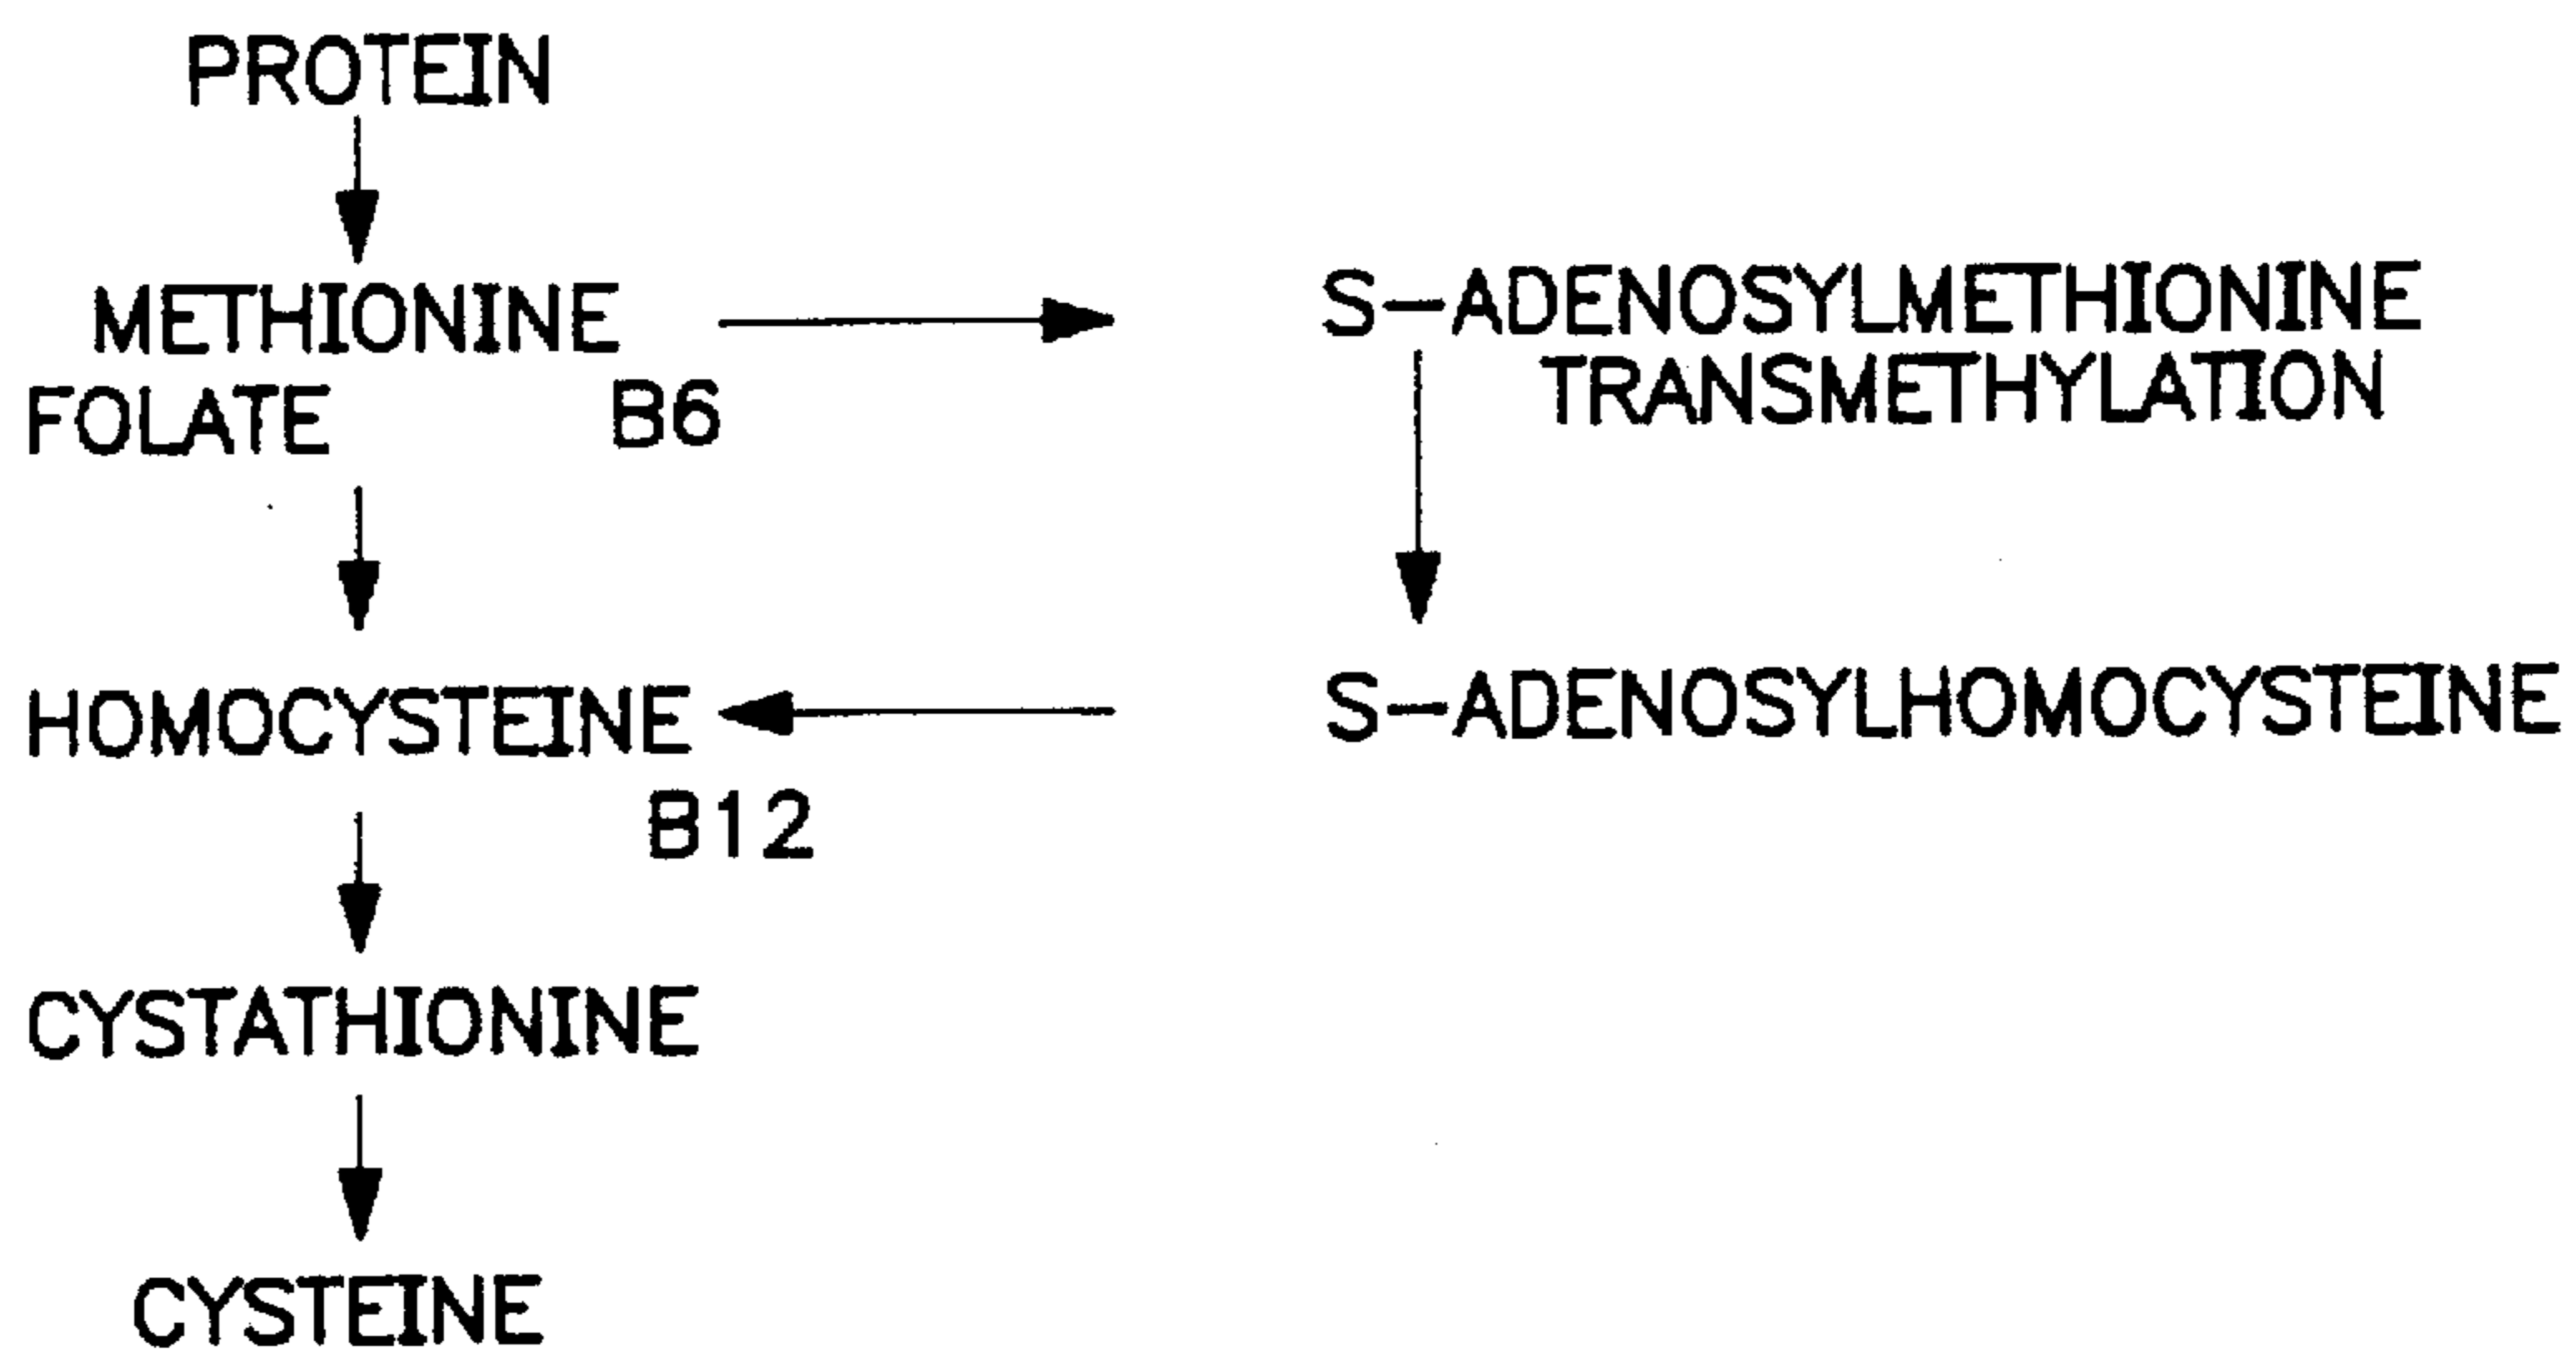 PROTEIN
METHIONINE
FOLATE
B6
S-ADENOSYLMETHIONINE
TRANSMETHYLATION
HOMOCYSTEINE
B12
S-ADENOSYLHOMOCYSTEINE
CYSTATHIONINE
CYSTEINE